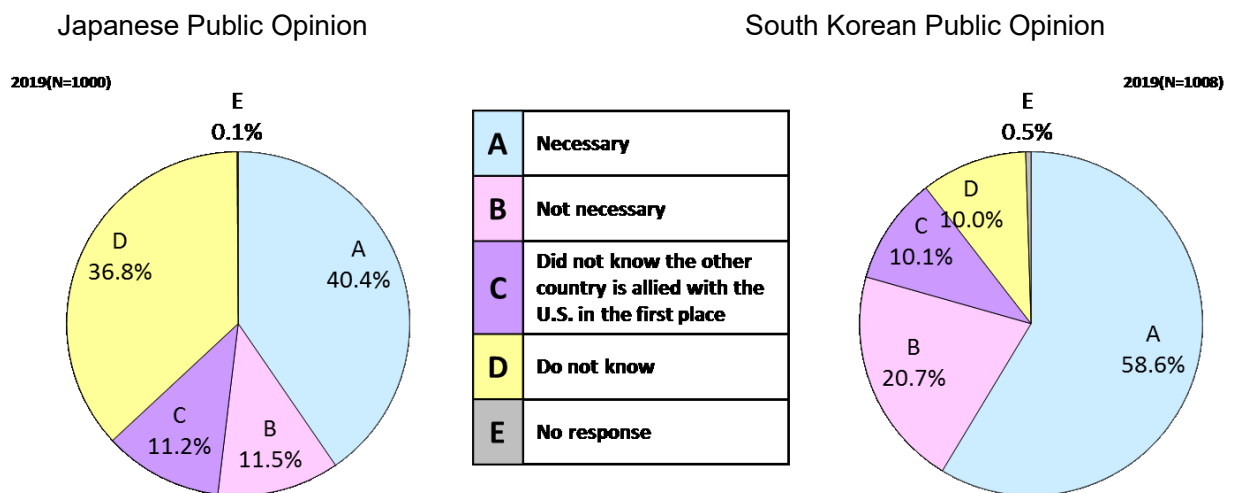 Japanese Public Opinion
South Korean Public Opinion
2019(N=1000)
E
0.1%
D
36.8%
A
40.4%
C
11.2%
B
11.5%
A Necessary
B Not necessary
C Did not know the other
country is allied with the
U.S. in the first place
D Do not know
E No response
2019(N=1008)
E
0.5%
D
10.0%
C
10.1%
B
20.7%
A
58.6%